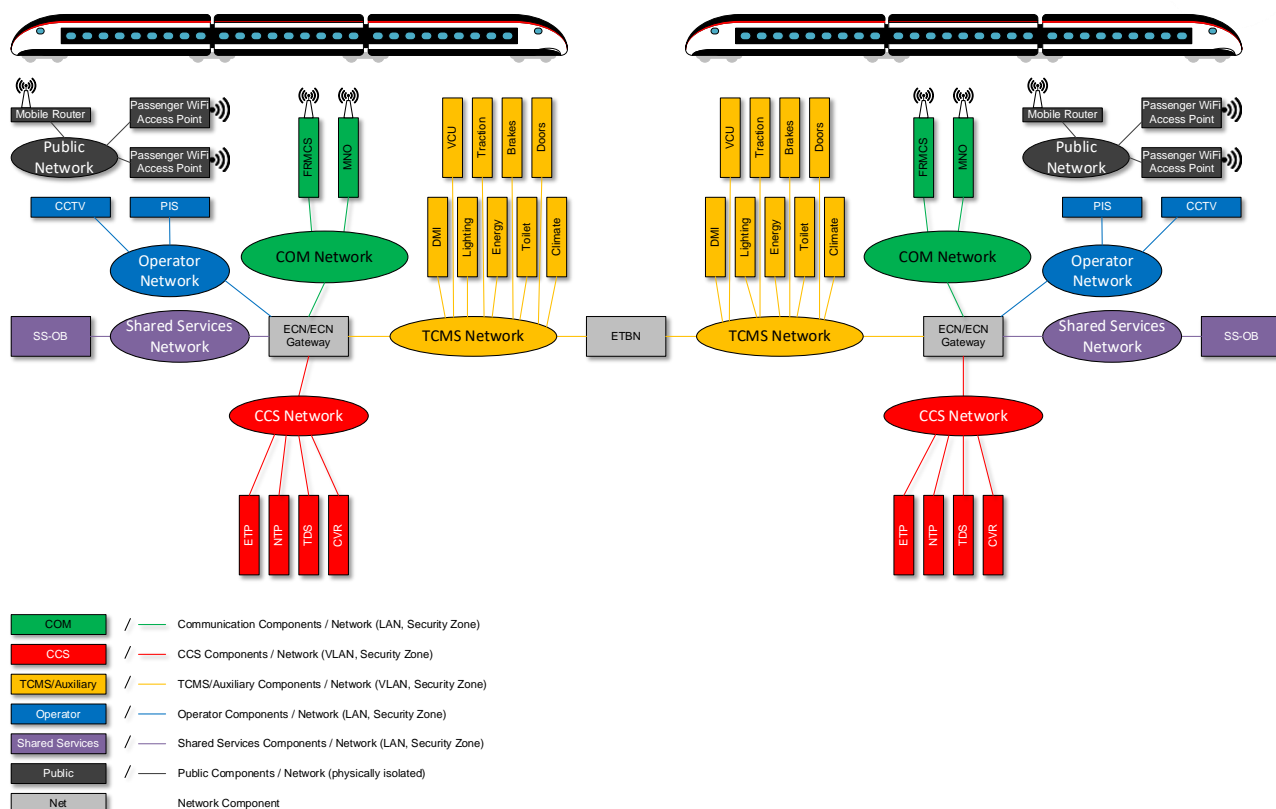 Mobile Router
Passenger WiFi
Access Point
Public
Network
Passenger WiFi
Access Point
CCTV
PIS
Operator
Network
FRMCS
MNO
COM Network
VCU
Traction
Brakes
Doors
DMI
Lighting
Energy
Toilet
Climate
SS-OB
Shared Services
Network
ECN/ECN
Gateway
TCMS Network
ETBN
CCS Network
ETP
NTP
TDS
CVR
VCU
Traction
Brakes
Doors
DMI
Lighting
Energy
Toilet
Climate
TCMS Network
FRMCS
MNO
COM Network
Mobile Router
Passenger WiFi
Access Point
Public
Network
Passenger WiFi
Access Point
PIS
CCTV
Operator
Network
ECN/ECN
Gateway
Shared Services
Network
SS-OB
CCS Network
ETP
NTP
TDS
CVR
COM / Communication Components / Network (LAN, Security Zone)
CCS / CCS Components / Network (VLAN, Security Zone)
TCMS/Auxiliary / TCMS/Auxiliary Components / Network (VLAN, Security Zone)
Operator / Operator Components / Network (LAN, Security Zone)
Shared Services / Shared Services Components / Network (LAN, Security Zone)
Public / Public Components / Network (physically isolated)
Net Network Component